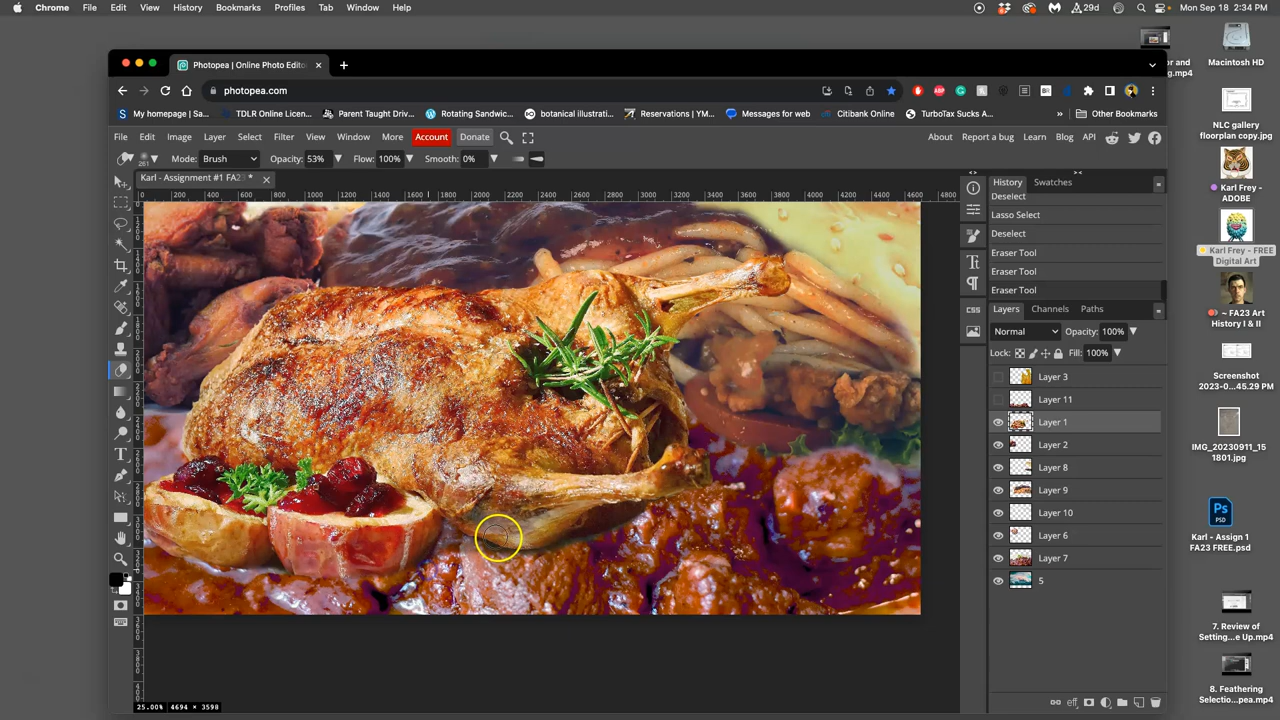 Chrome File Edit View History Bookmarks Profiles Tab Window Help 29d Mon Sep 18 2:34 PM
Photopea | Online Photo Edito
photopea.com
My homepage | Sa... TDLR Online Licens... Parent Taught Driv... Rotating Sandwic... botanical illustrati... Reservations | YM... Messages for web Citibank Online TurboTax Sucks A... » Other Bookmarks
File Edit Image Layer Select Filter View Window More Account Donate About Report a bug Learn Blog API
261 Mode: Brush Opacity: 53% Flow: 100% Smooth: 0%
Karl - Assignment #1 FA23 *
0 200 400 600 800 1000 1200 1400 1600 1800 2000 2200 2400 2600 2800 3000 3200 3400 3600 3800 4000 4200 4400 4600 4800
History Swatches
Deselect
Lasso Select
Deselect
Eraser Tool
Eraser Tool
Eraser Tool
Layers Channels Paths
Normal Opacity: 100%
Lock: Fill: 100%
CSS
Layer 3
Layer 11
Layer 1
Layer 2
Layer 8
Layer 9
Layer 10
Layer 6
Layer 7
5
eff
25.00% 4694 × 3598
or and
g.mp4
Macintosh HD
NLC gallery
floorplan copy.jpg
Karl Frey -
ADOBE
Karl Frey - FREE
Digital Art
~ FA23 Art
History I & II
Screenshot
2023-0...45.29 PM
IMG_20230911_15
1801.jpg
PSD
Karl - Assign 1
FA23 FREE.psd
7. Review of
Setting...e Up.mp4
8. Feathering
Selectio...pea.mp4